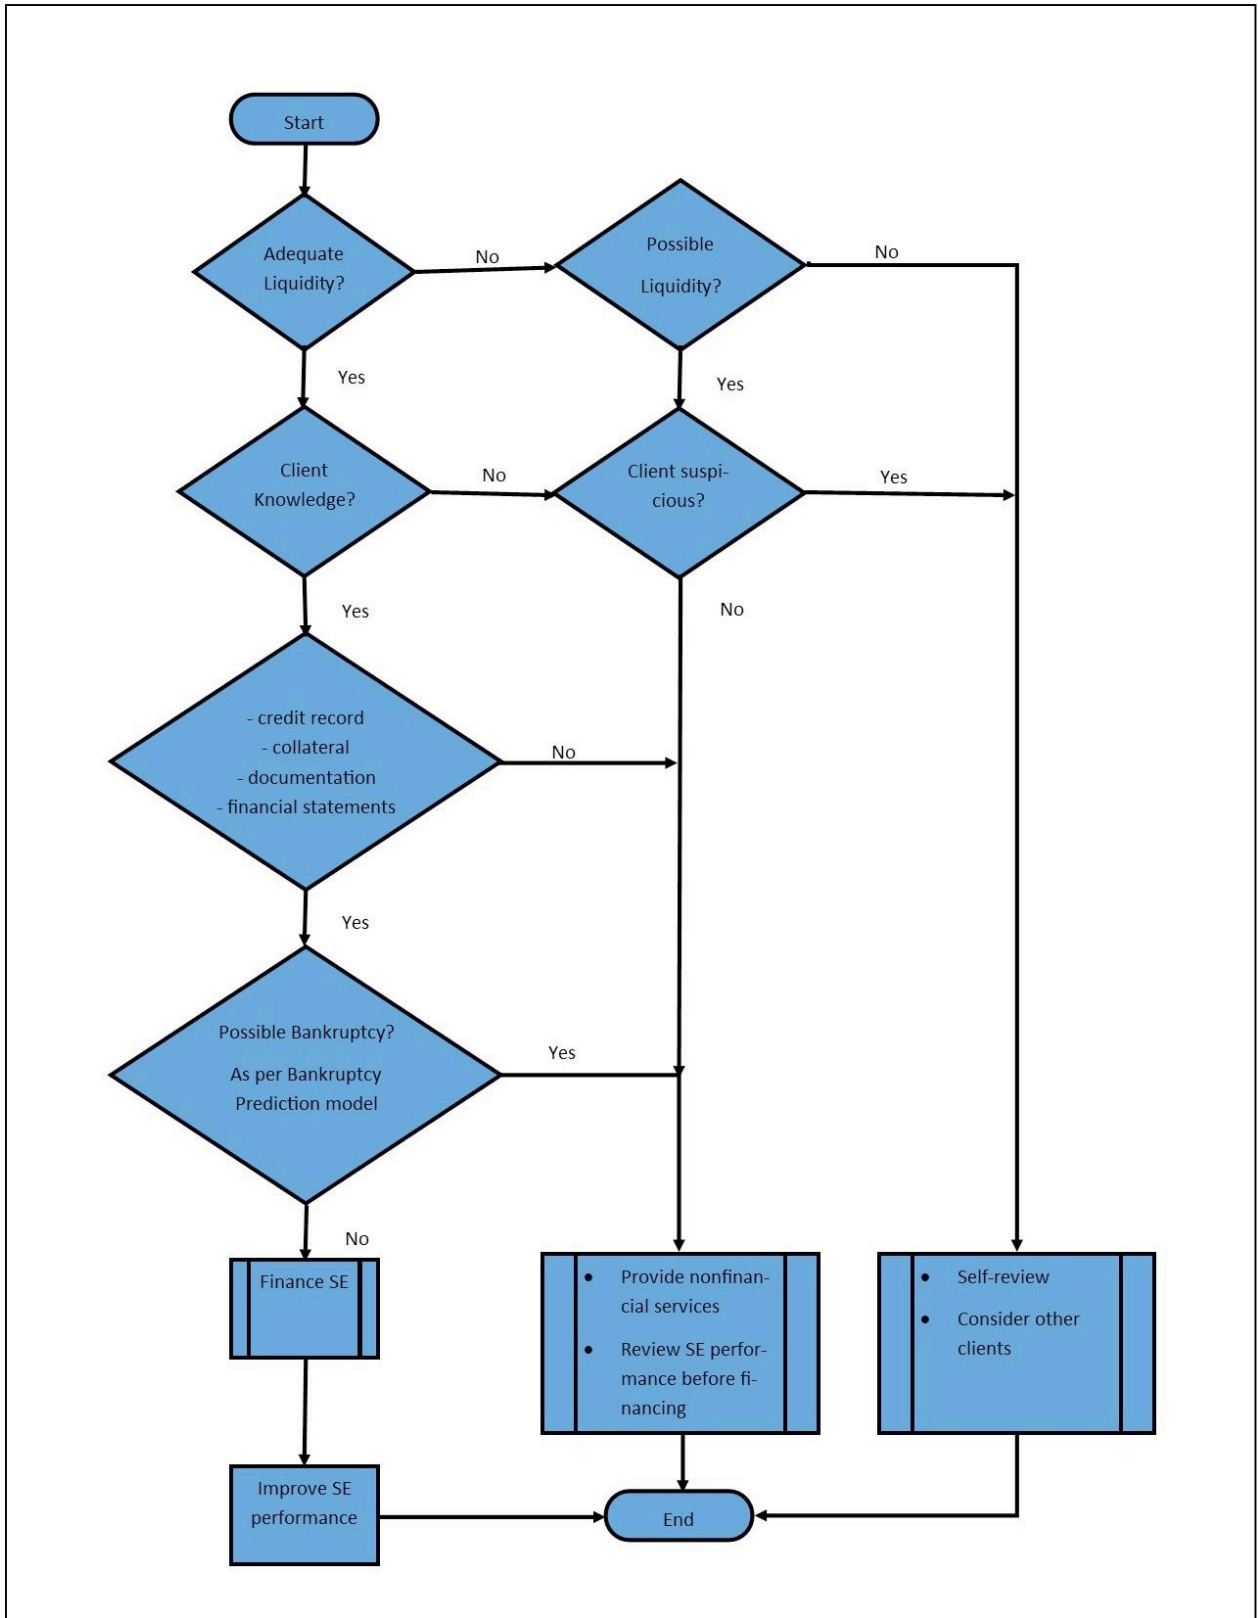 Start
Adequate
Liquidity?
No
Possible
Liquidity?
No
Yes
Yes
Client
Knowledge?
No
Client suspi-
cious?
Yes
Yes
No
- credit record
- collateral
- documentation
- financial statements
No
Yes
Possible Bankruptcy?
As per Bankruptcy
Prediction model
Yes
No
Finance SE
• Provide nonfinan-
cial services
• Review SE perfor-
mance before fi-
nancing
• Self-review
• Consider other
clients
Improve SE
performance
End